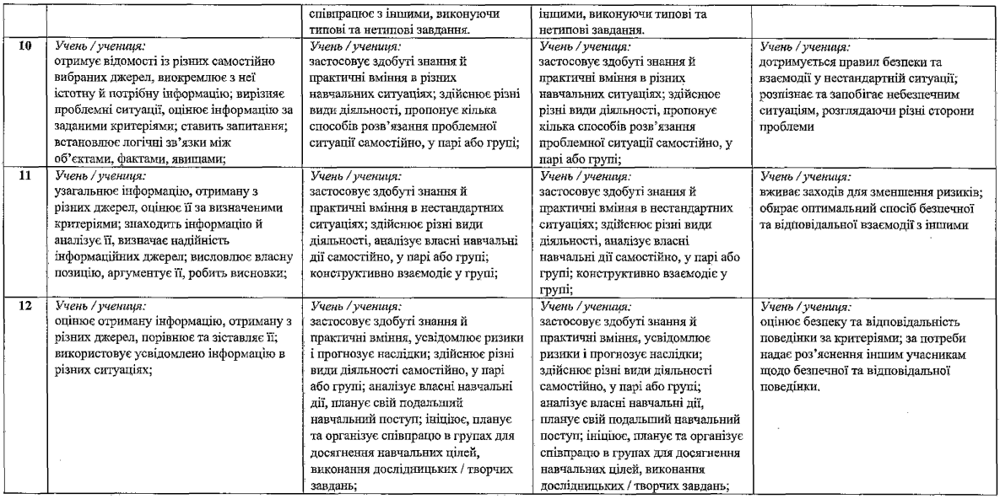 співпрацює з іншими, виконуючи
типові та нетипові завдання.
іншими, виконуючи типові та
нетипові завдання.
10
Учень / учениця:
отримує відомості із різних самостійно
вибраних джерел, виокремлює з неї
істотну й потрібну інформацію; вирізняє
проблемні ситуації, оцінює інформацію за
заданими критеріями; ставить запитання;
встановлює логічні зв’язки між
об’єктами, фактами, явищами;
Учень / учениця:
застосовує здобуті знання й
практичні вміння в різних
навчальних ситуаціях; здійснює різні
види діяльності, пропонує кілька
способів розв’язання проблемної
ситуації самостійно, у парі або групі;
Учень / учениця:
застосовує здобуті знання й
практичні вміння в різних
навчальних ситуаціях; здійснює
різні види діяльності, пропонує
кілька способів розв’язання
проблемної ситуації самостійно, у
парі або групі;
Учень / учениця:
дотримується правил безпеки та
взаємодії у нестандартній ситуації;
розпізнає та запобігає небезпечним
ситуаціям, розглядаючи різні сторони
проблеми
11
Учень / учениця:
узагальнює інформацію, отриману з
різних джерел, оцінює її за визначеними
критеріями; знаходить інформацію й
аналізує її, визначає надійність
інформаційних джерел; висловлює власну
позицію, аргументує її, робить висновки;
Учень / учениця:
застосовує здобуті знання й
практичні вміння в нестандартних
ситуаціях; здійснює різні види
діяльності, аналізує власні навчальні
дії самостійно, у парі або групі;
конструктивно взаємодіє у групі;
Учень / учениця:
застосовує здобуті знання й
практичні вміння в нестандартних
ситуаціях; здійснює різні види
діяльності, аналізує власні
навчальні дії самостійно, у парі або
групі; конструктивно взаємодіє у
групі;
Учень / учениця:
вживає заходів для зменшення ризиків;
обирає оптимальний спосіб безпечної
та відповідальної взаємодії з іншими
12
Учень / учениця:
оцінює отриману інформацію, отриману з
різних джерел, порівнює та зіставляє її;
використовує усвідомлено інформацію в
різних ситуаціях;
Учень / учениця:
застосовує здобуті знання й
практичні вміння, усвідомлює ризики
і прогнозує наслідки; здійснює різні
види діяльності самостійно, у парі
або групі; аналізує власні навчальні
дії, планує свій подальший
навчальний поступ; ініціює, планує
та організує співпрацю в групах для
досягнення навчальних цілей,
виконання дослідницьких / творчих
завдань;
Учень / учениця:
застосовує здобуті знання й
практичні вміння, усвідомлює
ризики і прогнозує наслідки;
здійснює різні види діяльності
самостійно, у парі або групі;
аналізує власні навчальні дії,
планує свій подальший навчальний
поступ; ініціює, планує та організує
співпрацю в групах для досягнення
навчальних цілей, виконання
дослідницьких / творчих завдань;
Учень / учениця:
оцінює безпеку та відповідальність
поведінки за критеріями; за потреби
надає роз’яснення іншим учасникам
щодо безпечної та відповідальної
поведінки.